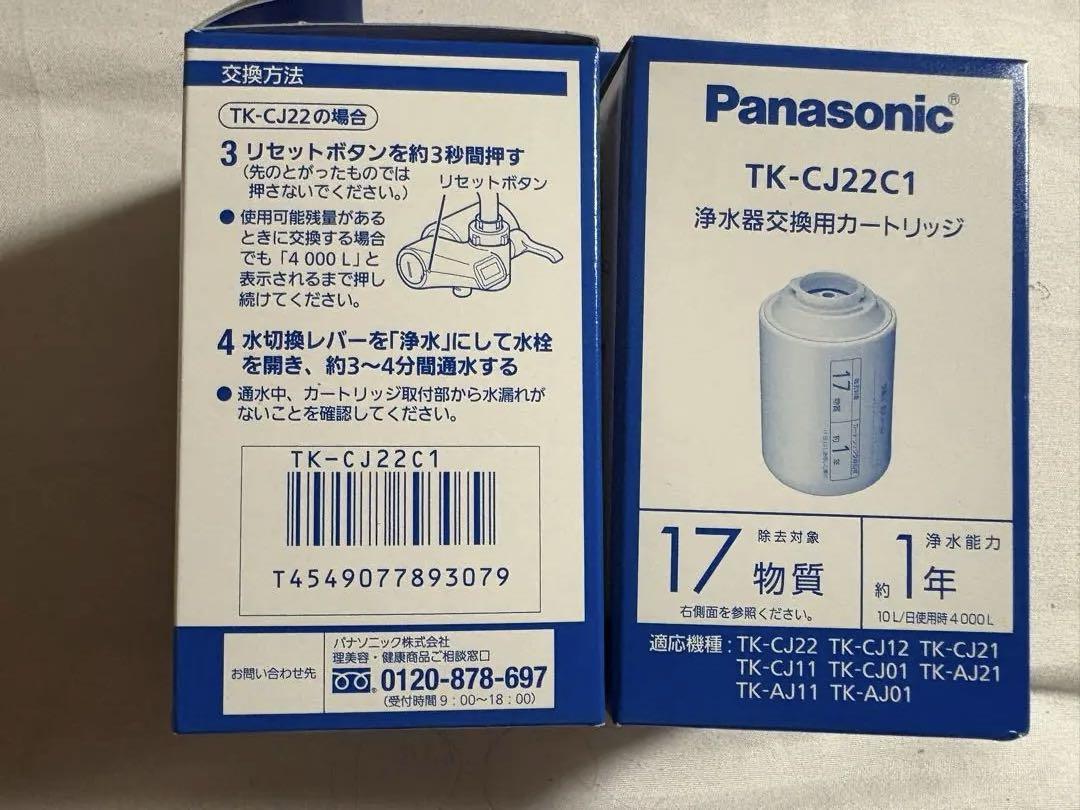 交換方法
TK-CJ22の場合
3 リセットボタンを約3秒間押す
(先のとがったものでは
押さないでください。)
リセットボタン
● 使用可能残量がある
ときに交換する場合
でも「4 000 L」と
表示されるまで押し
続けてください。
4 水切換レバーを「浄水」にして水栓
を開き、約3〜4分間通水する
● 通水中、カートリッジ取付部から水漏れが
ないことを確認してください。
TK-CJ22C1
T4549077893079
お問い合わせ先
パナソニック株式会社
理美容・健康商品ご相談窓口
0120-878-697
(受付時間 9:00〜18:00)
Panasonic®
TK-CJ22C1
浄水器交換用カートリッジ
17
物質
約1年
17 除去対象
物質
右側面を参照ください。
浄水能力
約1年
10L/日使用時4 000L
適応機種:TK-CJ22 TK-CJ12 TK-CJ21
TK-CJ11 TK-CJ01 TK-AJ21
TK-AJ11 TK-AJ01